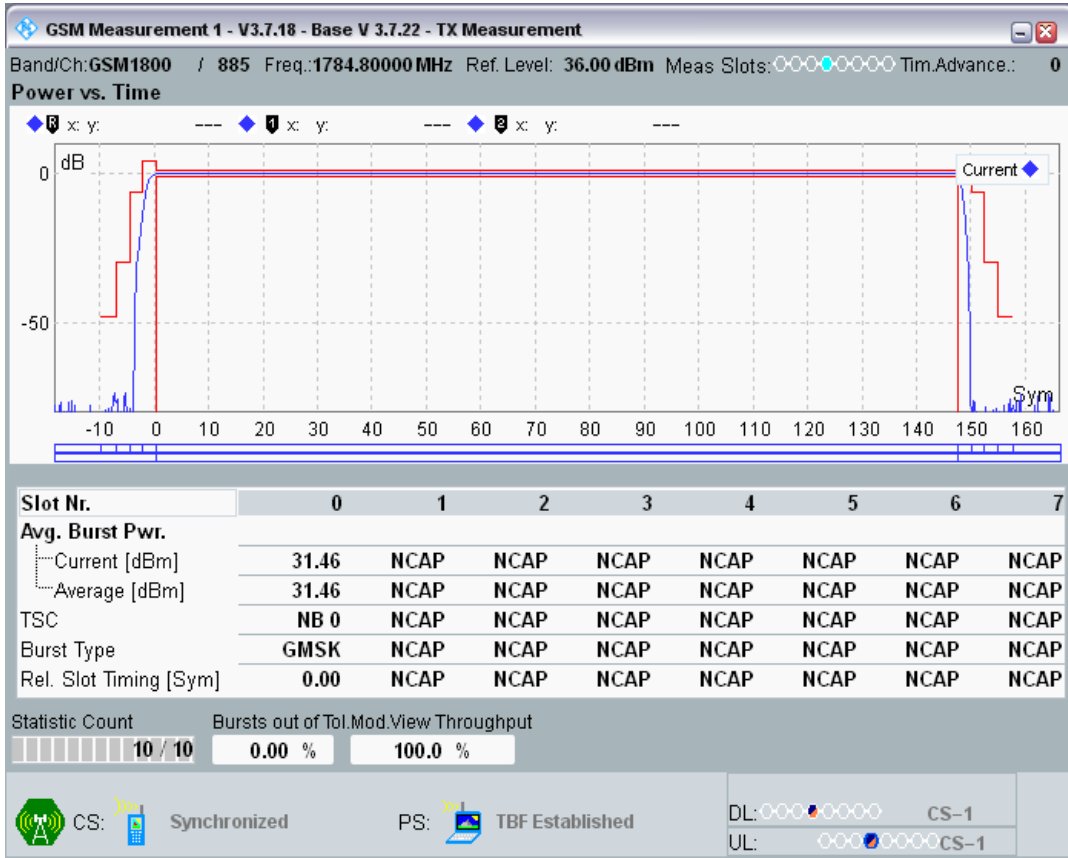 GSM Measurement 1 - V3.7.18 - Base V 3.7.22 - TX Measurement
Band/Ch:GSM1800 / 885 Freq.:1784.80000 MHz Ref. Level: 36.00 dBm Meas Slots: Tim.Advance.: 0
Power vs. Time
R x: y: --- 1 x: y: --- 2 x: y: ---
dB
Current
0
-50
Sym
-10 0 10 20 30 40 50 60 70 80 90 100 110 120 130 140 150 160
Slot Nr. 0 1 2 3 4 5 6 7
Avg. Burst Pwr.
Current [dBm] 31.46 NCAP NCAP NCAP NCAP NCAP NCAP NCAP
Average [dBm] 31.46 NCAP NCAP NCAP NCAP NCAP NCAP NCAP
TSC NB 0 NCAP NCAP NCAP NCAP NCAP NCAP NCAP
Burst Type GMSK NCAP NCAP NCAP NCAP NCAP NCAP NCAP
Rel. Slot Timing [Sym] 0.00 NCAP NCAP NCAP NCAP NCAP NCAP NCAP
Statistic Count Bursts out of Tol.Mod.View Throughput
10 / 10 0.00 % 100.0 %
CS: Synchronized PS: TBF Established
DL: CS-1
UL: CS-1